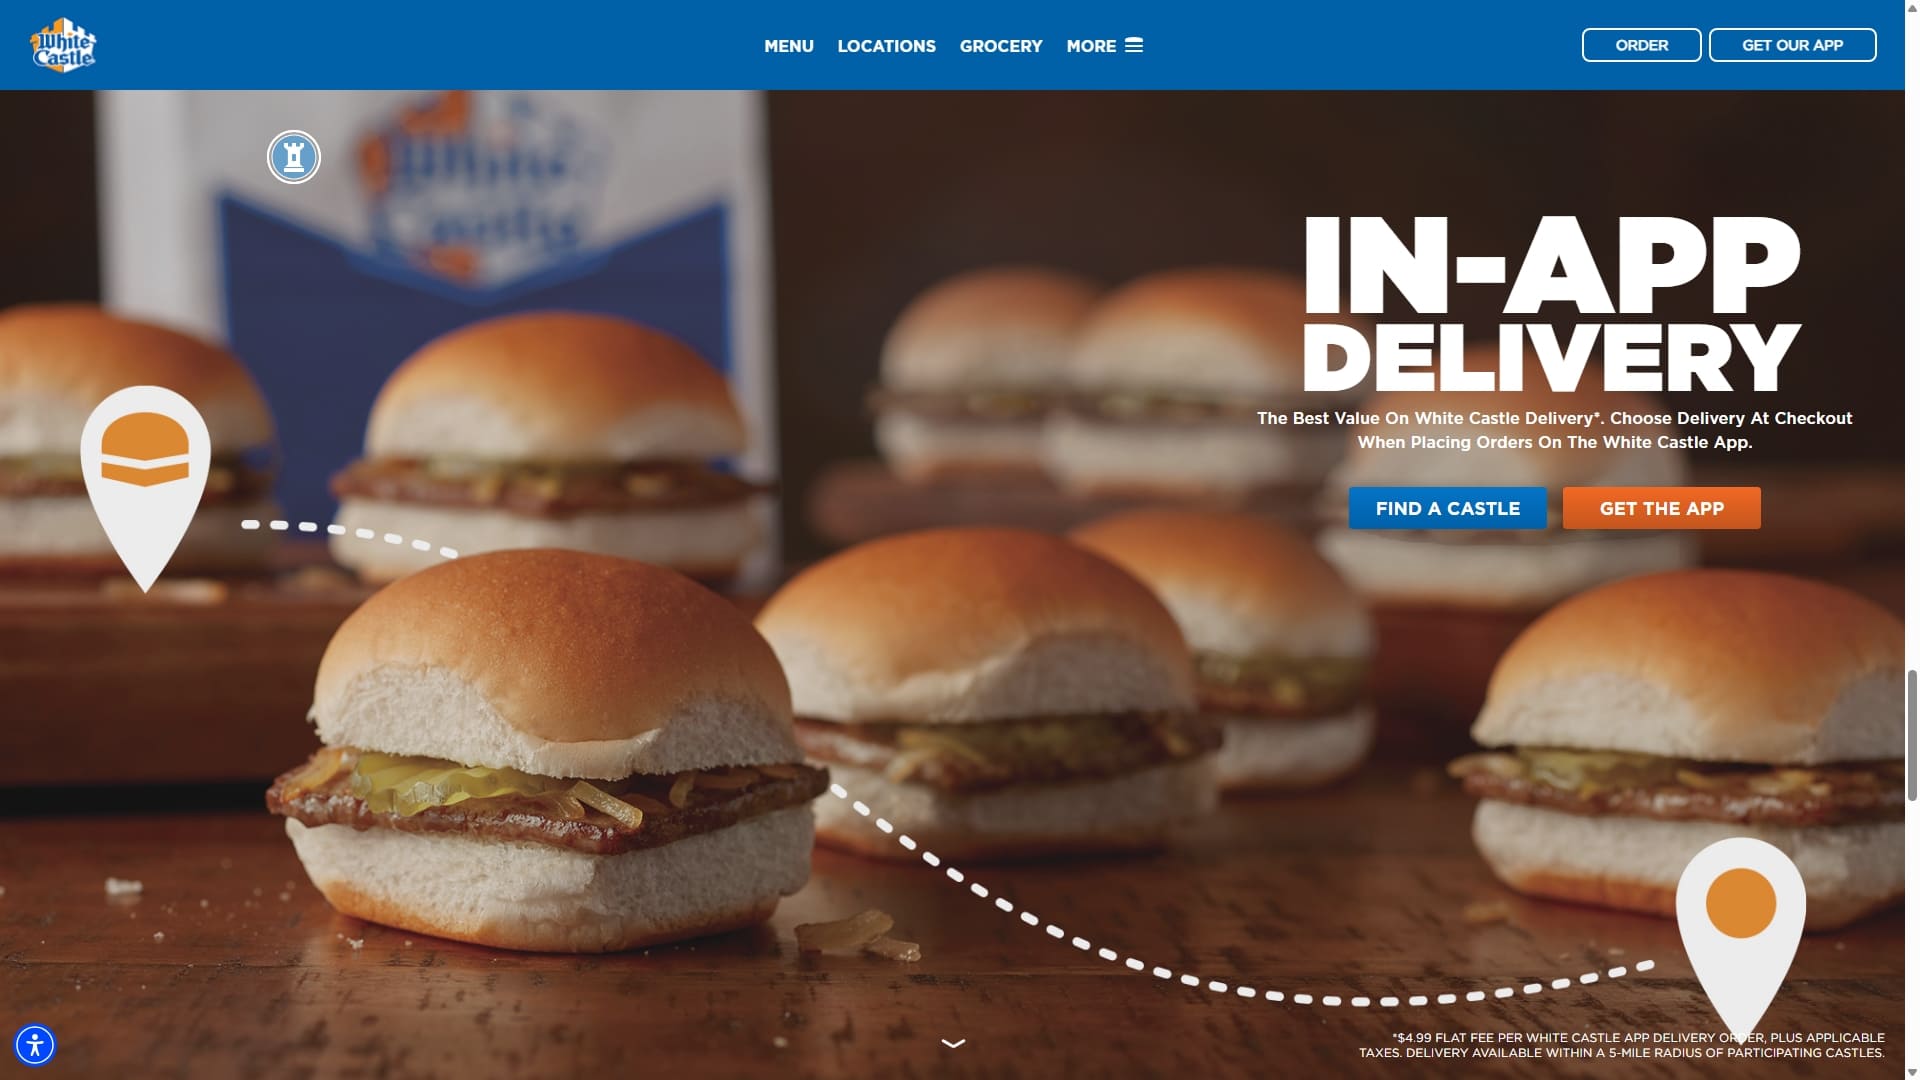 White
Castle
MENU LOCATIONS GROCERY MORE
ORDER GET OUR APP
White
Castle
IN-APP
DELIVERY
The Best Value On White Castle Delivery*. Choose Delivery At Checkout
When Placing Orders On The White Castle App.
FIND A CASTLE GET THE APP
*$4.99 FLAT FEE PER WHITE CASTLE APP DELIVERY ORDER, PLUS APPLICABLE
TAXES. DELIVERY AVAILABLE WITHIN A 5-MILE RADIUS OF PARTICIPATING CASTLES.